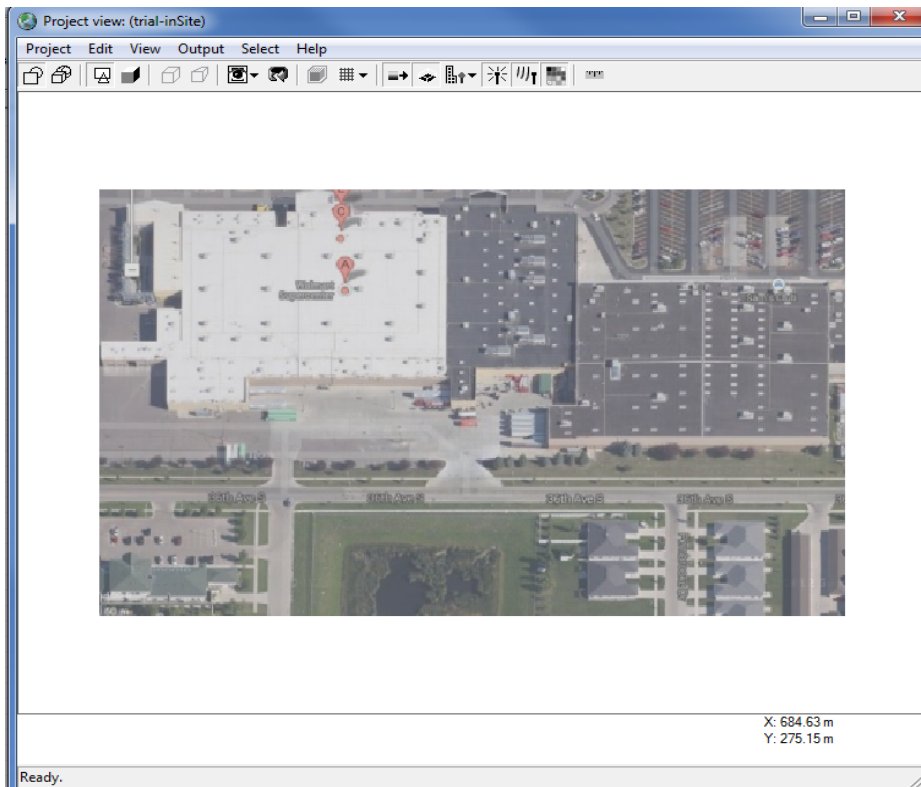 Project view: (trial-inSite)
Project Edit View Output Select Help
C
A
Walmart
Supercenter
36th Ave S 36th Ave S 36th Ave S 36th Ave S
X: 684.63 m
Y: 275.15 m
Ready.